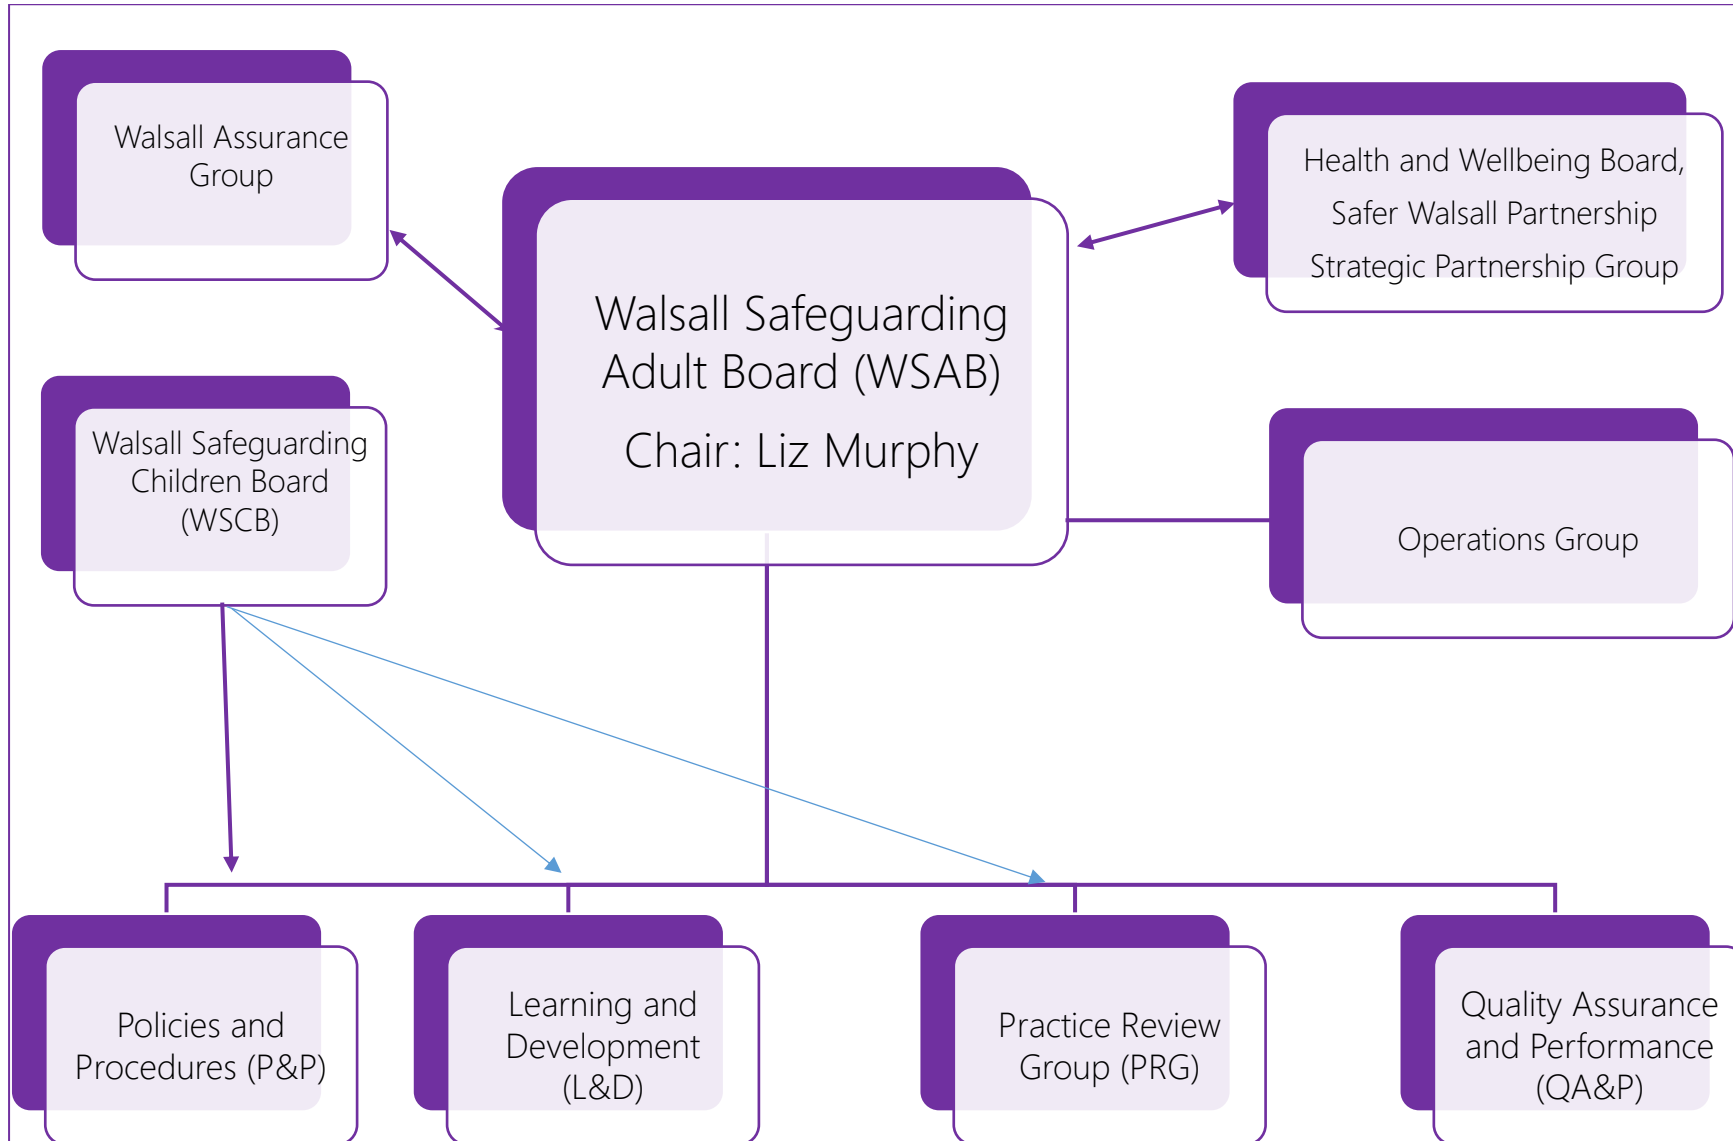 Walsall Assurance
Group
Health and Wellbeing Board,
Safer Walsall Partnership
Strategic Partnership Group
Walsall Safeguarding
Adult Board (WSAB)
Chair: Liz Murphy
Walsall Safeguarding
Children Board
(WSCB)
Operations Group
Policies and
Procedures (P&P)
Learning and
Development
(L&D)
Practice Review
Group (PRG)
Quality Assurance
and Performance
(QA&P)